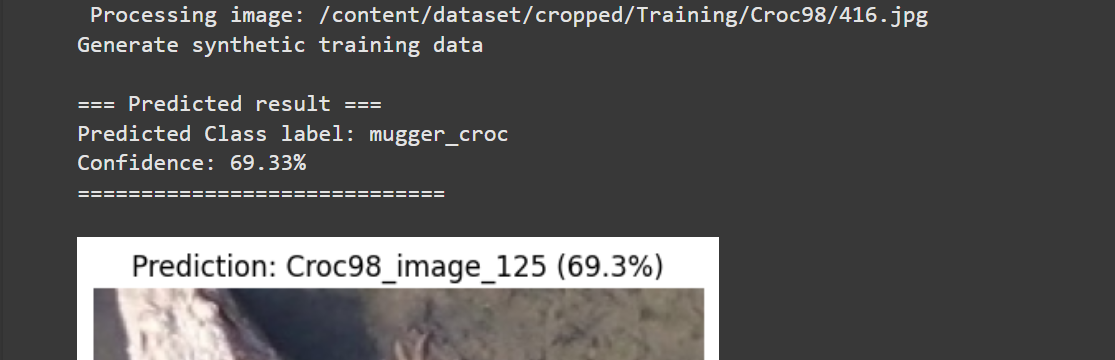 Processing image: /content/dataset/cropped/Training/Croc98/416.jpg
Generate synthetic training data
=== Predicted result ===
Predicted Class label: mugger_croc
Confidence: 69.33%
=============================
Prediction: Croc98_image_125 (69.3%)